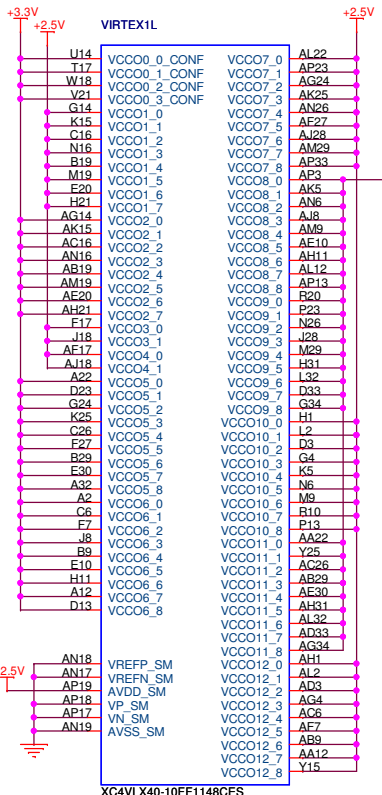 +3.3V
+2.5V VIRTEX1L +2.5V
U14 VCCO0_0_CONF VCCO7_0 AL22
T17 VCCO0_1_CONF VCCO7_1 AP23
W18 VCCO0_2_CONF VCCO7_2 AG24
V21 VCCO0_3_CONF VCCO7_3 AK25
G14 VCCO1_0 VCCO7_4 AN26
K15 VCCO1_1 VCCO7_5 AF27
C16 VCCO1_2 VCCO7_6 AJ28
N16 VCCO1_3 VCCO7_7 AM29
B19 VCCO1_4 VCCO7_8 AP33
M19 VCCO1_5 VCCO8_0 AP3
E20 VCCO1_6 VCCO8_1 AK5
H21 VCCO1_7 VCCO8_2 AN6
AG14 VCCO2_0 VCCO8_3 AJ8
AK15 VCCO2_1 VCCO8_4 AM9
AC16 VCCO2_2 VCCO8_5 AE10
AN16 VCCO2_3 VCCO8_6 AH11
AB19 VCCO2_4 VCCO8_7 AL12
AM19 VCCO2_5 VCCO8_8 AP13
AE20 VCCO2_6 VCCO9_0 R20
AH21 VCCO2_7 VCCO9_1 P23
F17 VCCO3_0 VCCO9_2 N26
J18 VCCO3_1 VCCO9_3 J28
AF17 VCCO4_0 VCCO9_4 M29
AJ18 VCCO4_1 VCCO9_5 H31
A22 VCCO5_0 VCCO9_6 L32
D23 VCCO5_1 VCCO9_7 D33
G24 VCCO5_2 VCCO9_8 G34
K25 VCCO5_3 VCCO10_0 H1
C26 VCCO5_4 VCCO10_1 L2
F27 VCCO5_5 VCCO10_2 D3
B29 VCCO5_6 VCCO10_3 G4
E30 VCCO5_7 VCCO10_4 K5
A32 VCCO5_8 VCCO10_5 N6
A2 VCCO6_0 VCCO10_6 M9
C6 VCCO6_1 VCCO10_7 R10
F7 VCCO6_2 VCCO10_8 P13
J8 VCCO6_3 VCCO11_0 AA22
B9 VCCO6_4 VCCO11_1 Y25
E10 VCCO6_5 VCCO11_2 AC26
H11 VCCO6_6 VCCO11_3 AB29
A12 VCCO6_7 VCCO11_4 AE30
D13 VCCO6_8 VCCO11_5 AH31
VCCO11_6 AL32
VCCO11_7 AD33
VCCO11_8 AG34
AN18 VREFP_SM VCCO12_0 AH1
2.5V AN17 VREFN_SM VCCO12_1 AL2
AP19 AVDD_SM VCCO12_2 AD3
AP18 VP_SM VCCO12_3 AG4
AP17 VN_SM VCCO12_4 AC6
AN19 AVSS_SM VCCO12_5 AF7
VCCO12_6 AB9
VCCO12_7 AA12
VCCO12_8 Y15
XC4VLX40-10FF1148CES